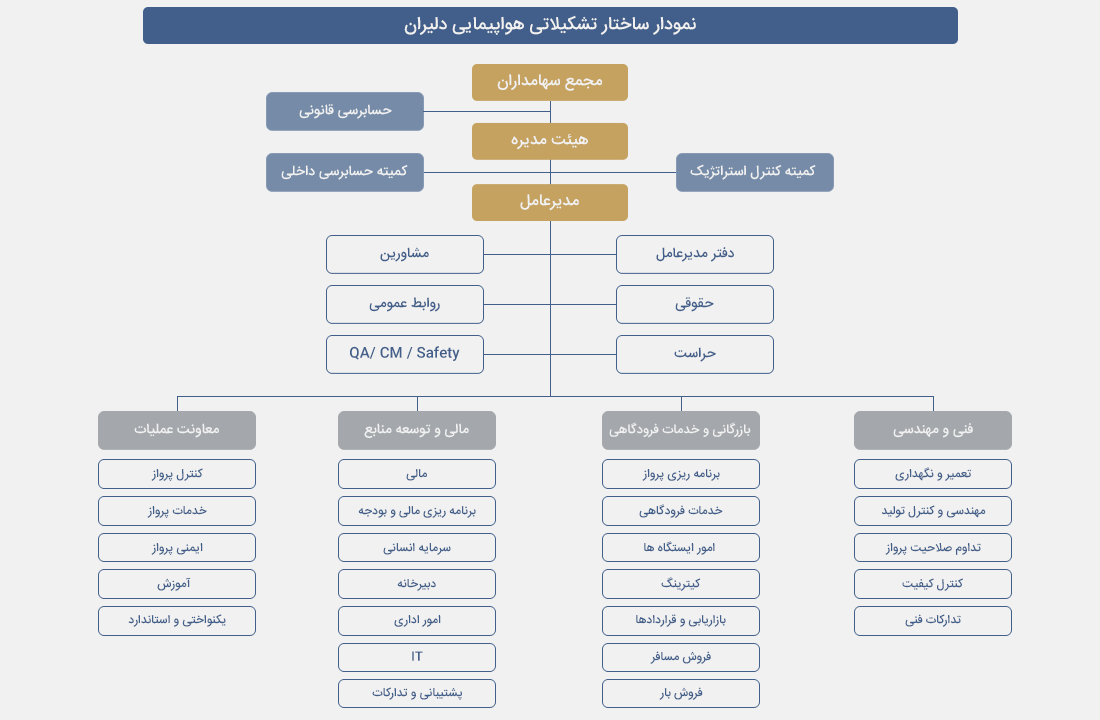 نمودار ساختار تشکیلاتی هواپیمایی دلیران
مجمع سهامداران
حسابرسی قانونی
هیئت مدیره
کمیته کنترل استراتژیک
کمیته حسابرسی داخلی
مدیرعامل
دفتر مدیرعامل
مشاورین
حقوقی
روابط عمومی
حراست
QA/ CM / Safety
فنی و مهندسی
تعمیر و نگهداری
مهندسی و کنترل تولید
تداوم صلاحیت پرواز
کنترل کیفیت
تدارکات فنی
بازرگانی و خدمات فرودگاهی
برنامه ریزی پرواز
خدمات فرودگاهی
امور ایستگاه ها
کیترینگ
بازاریابی و قراردادها
فروش مسافر
فروش بار
مالی و توسعه منابع
مالی
برنامه ریزی مالی و بودجه
سرمایه انسانی
دبیرخانه
امور اداری
IT
پشتیبانی و تدارکات
معاونت عملیات
کنترل پرواز
خدمات پرواز
ایمنی پرواز
آموزش
یکنواختی و استاندارد